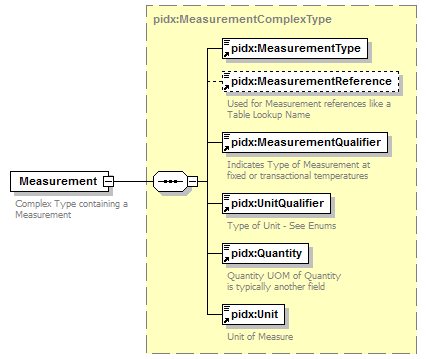 pidx:MeasurementComplexType
pidx:MeasurementType
pidx:MeasurementReference
Used for Measurement references like a
Table Lookup Name
pidx:MeasurementQualifier
Indicates Type of Measurement at
fixed or transactional temperatures
Measurement
Complex Type containing a
Measurement
pidx:UnitQualifier
Type of Unit - See Enums
pidx:Quantity
Quantity UOM of Quantity
is typically another field
pidx:Unit
Unit of Measure